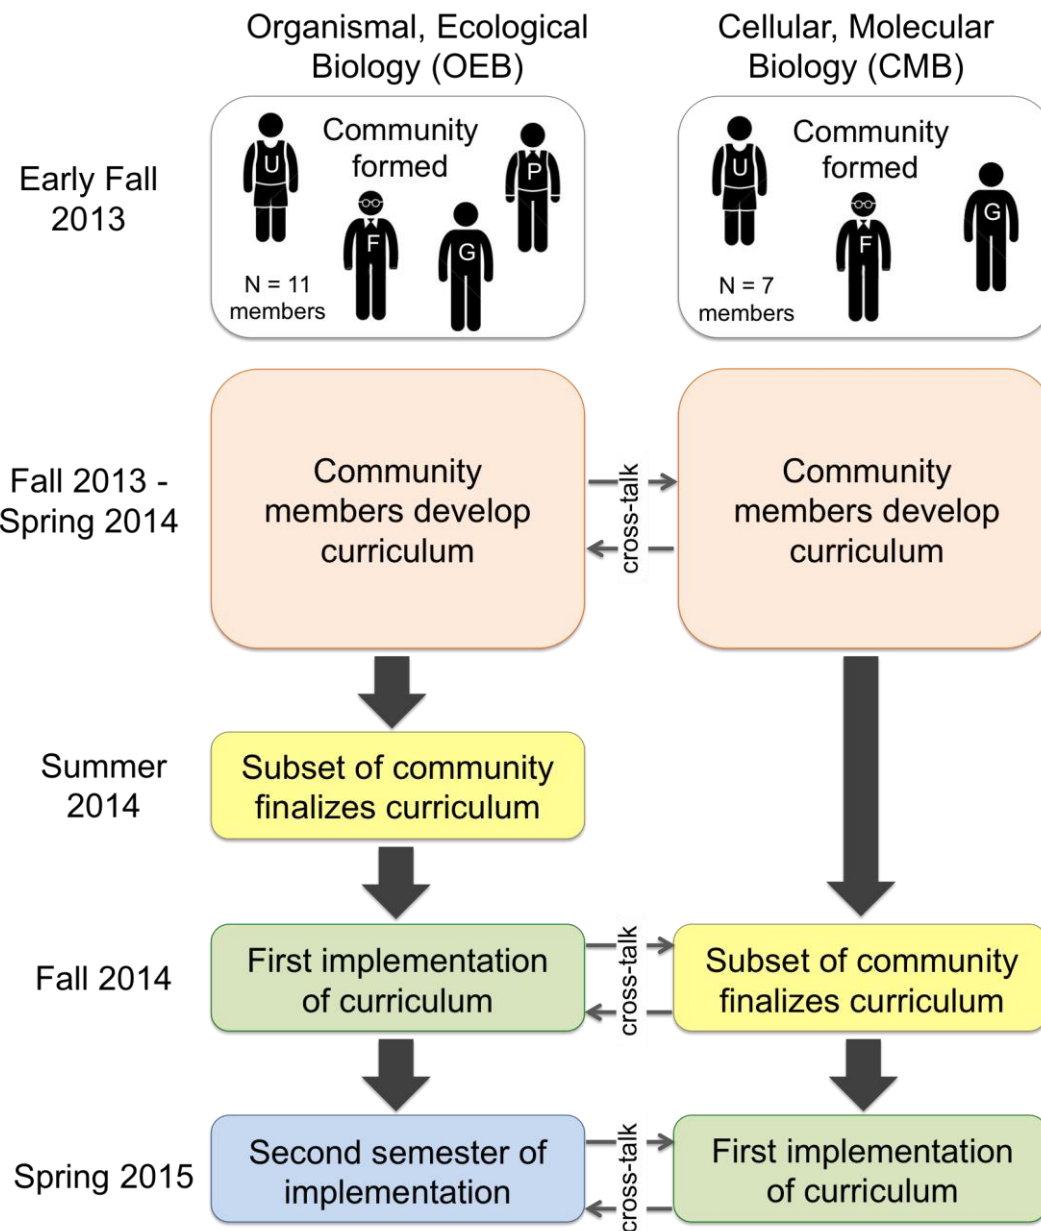 Organismal, Ecological
Biology (OEB)
Cellular, Molecular
Biology (CMB)
Early Fall
2013
Community
formed
U
P
F
G
N = 11
members
Community
formed
U
G
F
N = 7
members
Fall 2013 -
Spring 2014
Community
members develop
curriculum
cross-talk
Community
members develop
curriculum
Summer
2014
Subset of community
finalizes curriculum
Fall 2014
First implementation
of curriculum
cross-talk
Subset of community
finalizes curriculum
Spring 2015
Second semester of
implementation
cross-talk
First implementation
of curriculum